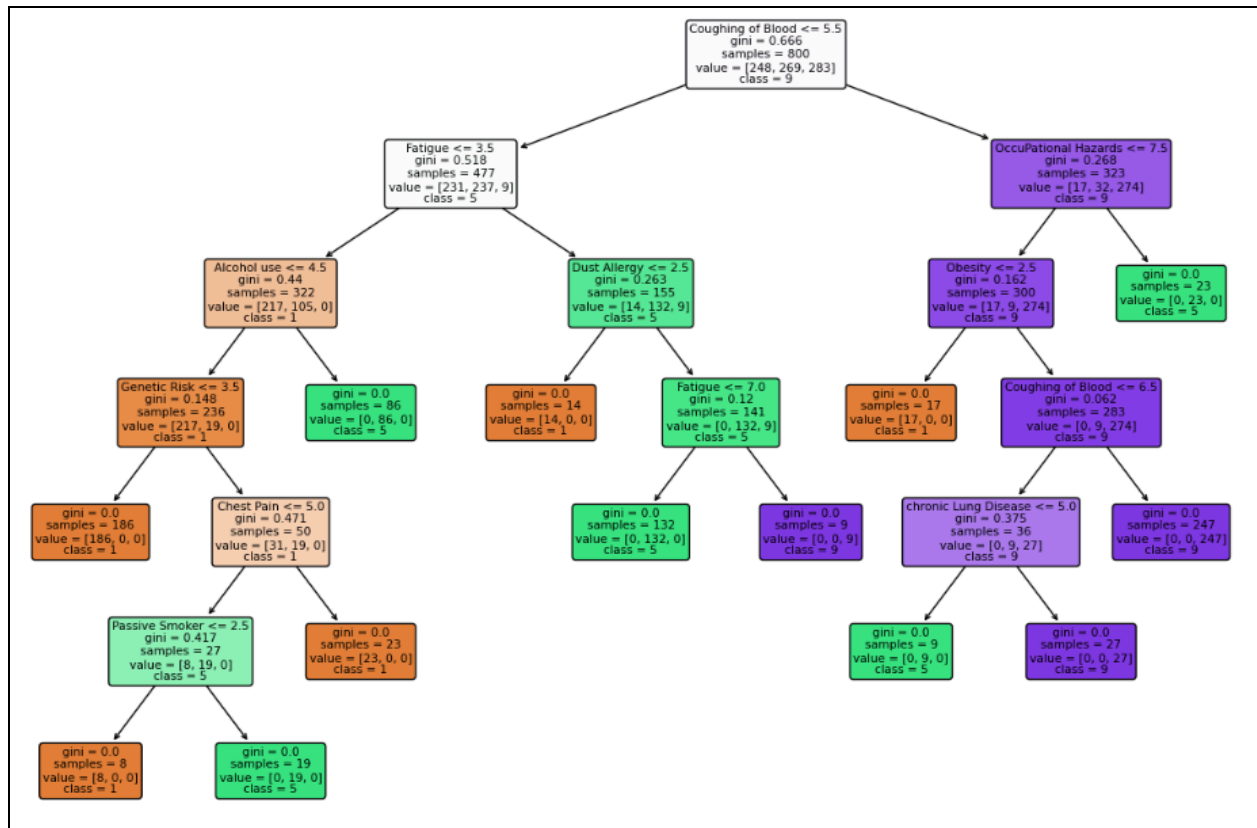 Coughing of Blood <= 5.5
gini = 0.666
samples = 800
value = [248, 269, 283]
class = 9
Fatigue <= 3.5
gini = 0.518
samples = 477
value = [231, 237, 9]
class = 5
OccuPational Hazards <= 7.5
gini = 0.268
samples = 323
value = [17, 32, 274]
class = 9
Alcohol use <= 4.5
gini = 0.44
samples = 322
value = [217, 105, 0]
class = 1
Dust Allergy <= 2.5
gini = 0.263
samples = 155
value = [14, 132, 9]
class = 5
Obesity <= 2.5
gini = 0.162
samples = 300
value = [17, 9, 274]
class = 9
gini = 0.0
samples = 23
value = [0, 23, 0]
class = 5
Genetic Risk <= 3.5
gini = 0.148
samples = 236
value = [217, 19, 0]
class = 1
gini = 0.0
samples = 86
value = [0, 86, 0]
class = 5
gini = 0.0
samples = 14
value = [14, 0, 0]
class = 1
Fatigue <= 7.0
gini = 0.12
samples = 141
value = [0, 132, 9]
class = 5
gini = 0.0
samples = 17
value = [17, 0, 0]
class = 1
Coughing of Blood <= 6.5
gini = 0.062
samples = 283
value = [0, 9, 274]
class = 9
gini = 0.0
samples = 186
value = [186, 0, 0]
class = 1
Chest Pain <= 5.0
gini = 0.471
samples = 50
value = [31, 19, 0]
class = 1
gini = 0.0
samples = 132
value = [0, 132, 0]
class = 5
gini = 0.0
samples = 9
value = [0, 0, 9]
class = 9
chronic Lung Disease <= 5.0
gini = 0.375
samples = 36
value = [0, 9, 27]
class = 9
gini = 0.0
samples = 247
value = [0, 0, 247]
class = 9
Passive Smoker <= 2.5
gini = 0.417
samples = 27
value = [8, 19, 0]
class = 5
gini = 0.0
samples = 23
value = [23, 0, 0]
class = 1
gini = 0.0
samples = 9
value = [0, 9, 0]
class = 5
gini = 0.0
samples = 27
value = [0, 0, 27]
class = 9
gini = 0.0
samples = 8
value = [8, 0, 0]
class = 1
gini = 0.0
samples = 19
value = [0, 19, 0]
class = 5